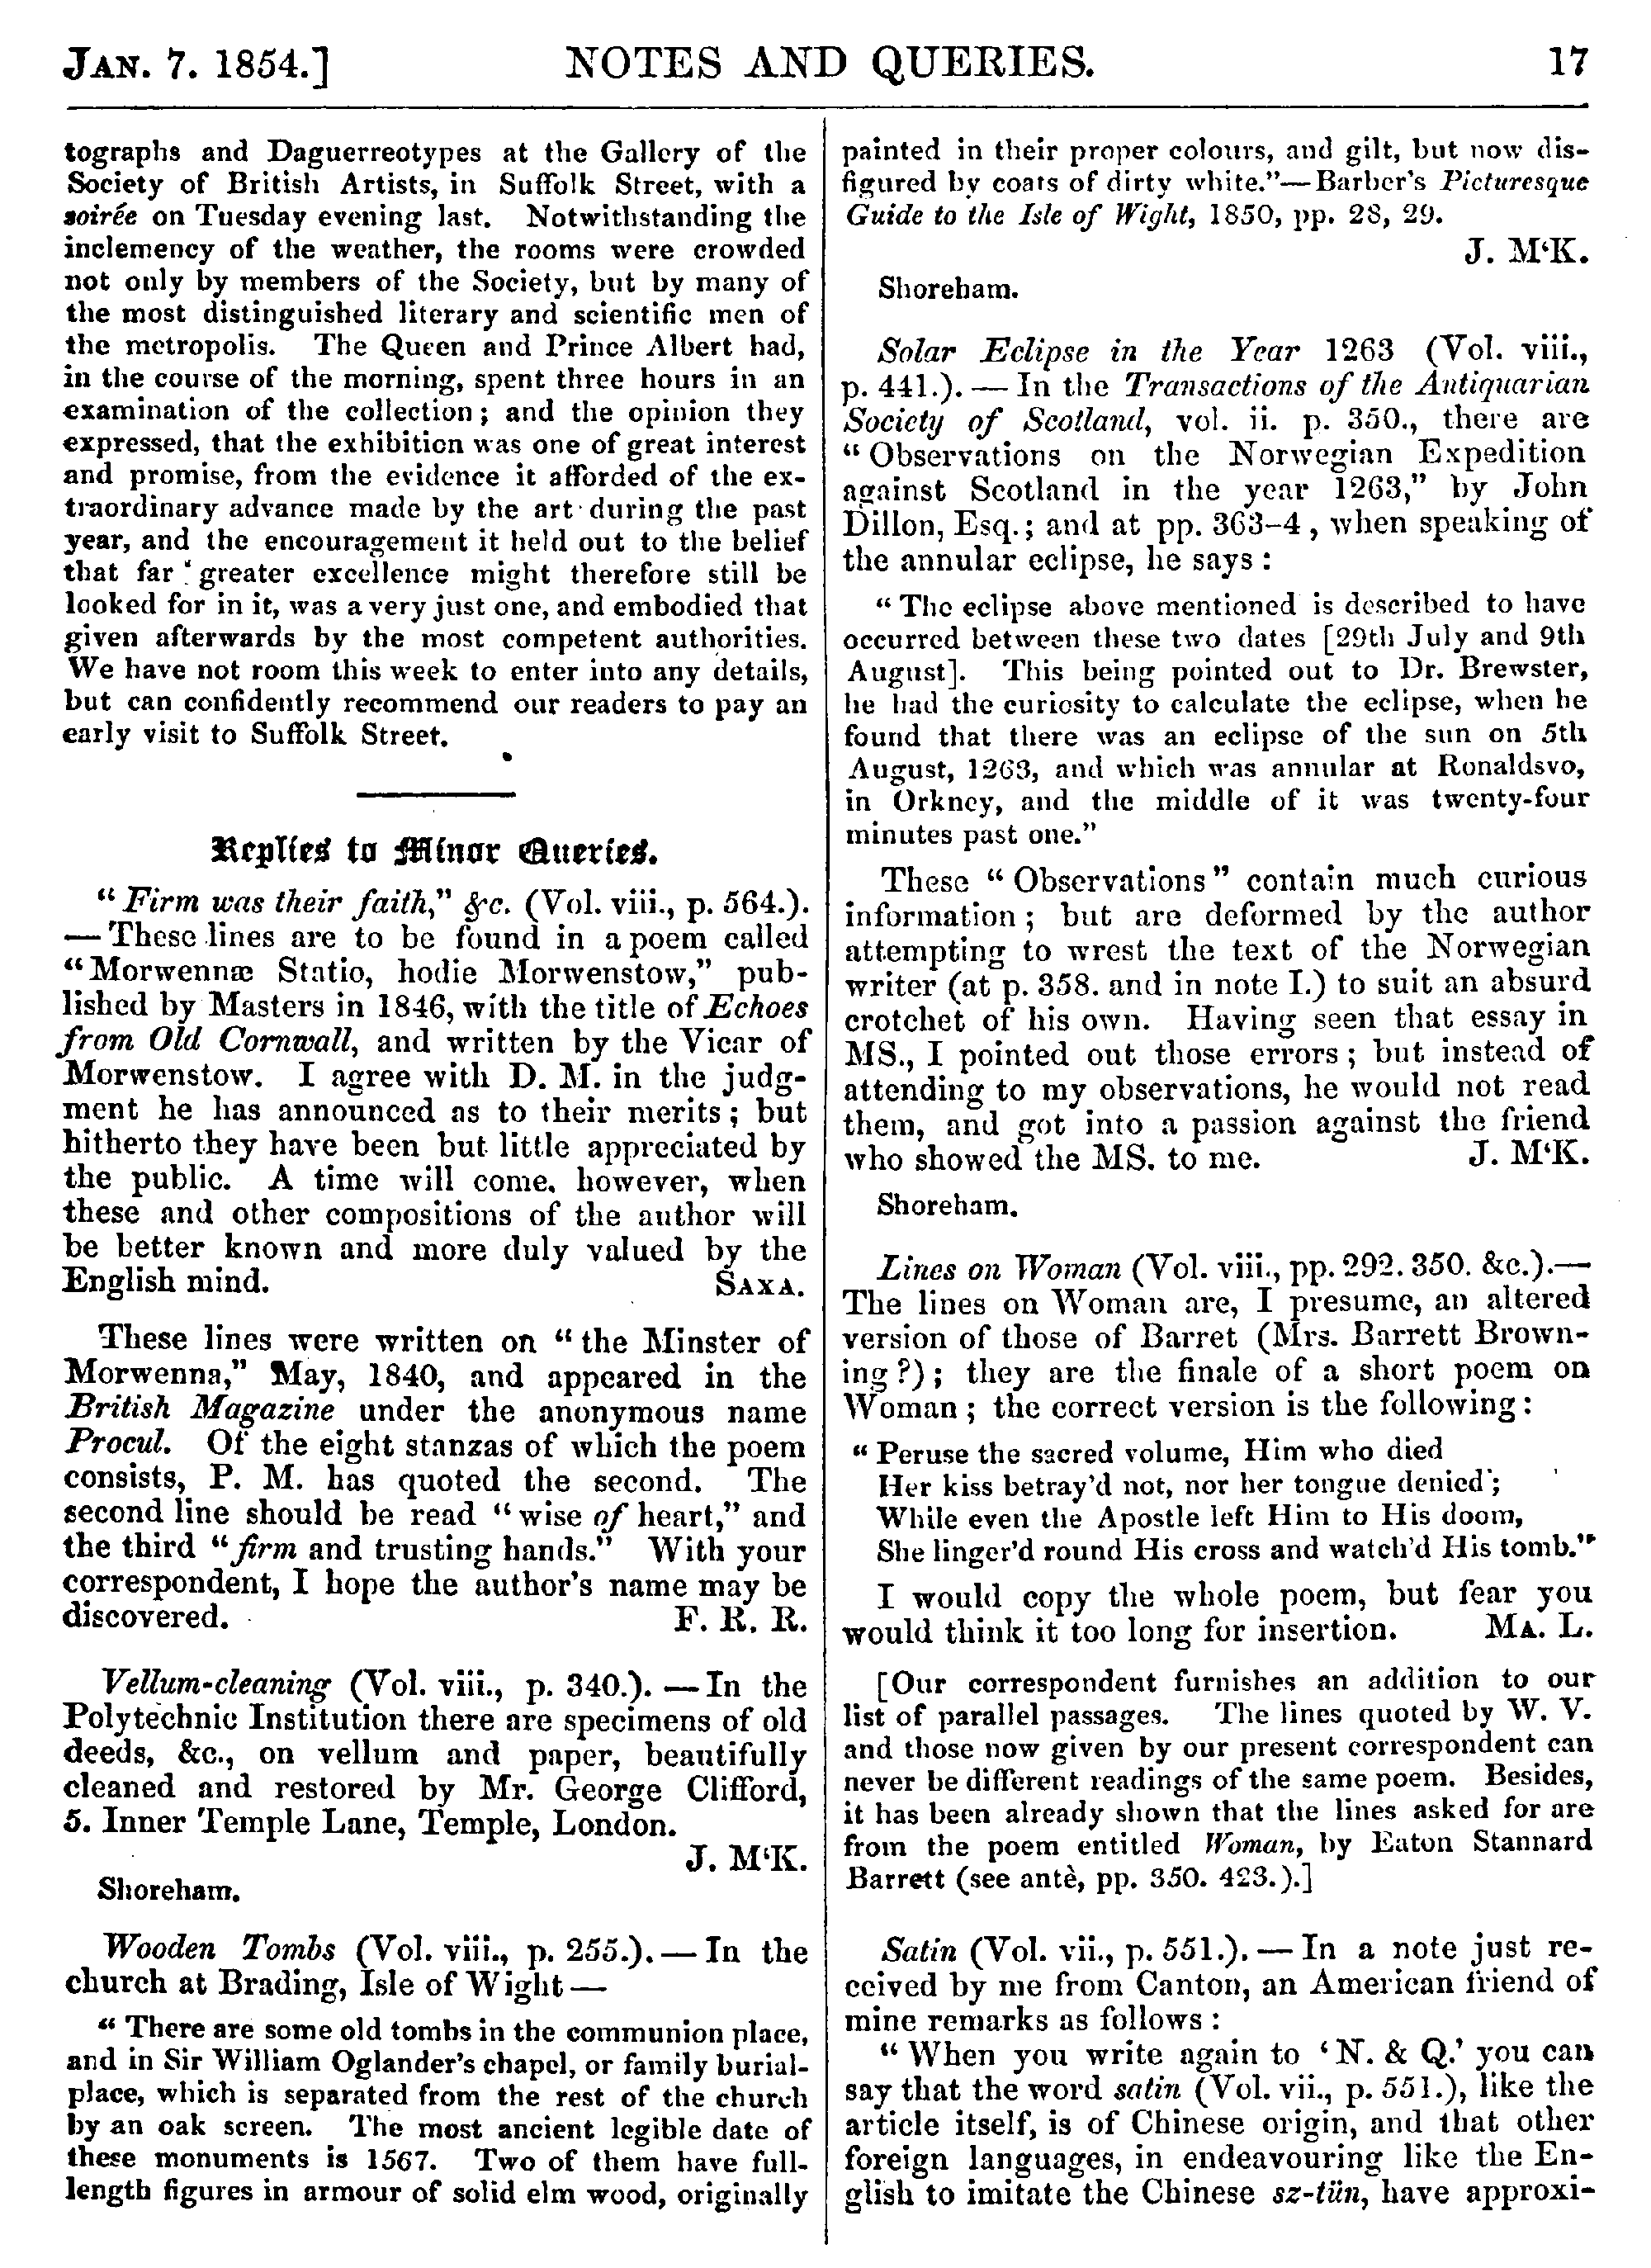 JAN. 7. 1854.] NOTES AND QUERIES. 17
tographs and Daguerreotypes at the Gallery of the
Society of British Artists, in Suffolk Street, with a
soirée on Tuesday evening last. Notwithstanding the
inclemency of the weather, the rooms were crowded
not only by members of the Society, but by many of
the most distinguished literary and scientific men of
the metropolis. The Queen and Prince Albert had,
in the course of the morning, spent three hours in an
examination of the collection; and the opinion they
expressed, that the exhibition was one of great interest
and promise, from the evidence it afforded of the ex-
traordinary advance made by the art during the past
year, and the encouragement it held out to the belief
that far greater excellence might therefore still be
looked for in it, was a very just one, and embodied that
given afterwards by the most competent authorities.
We have not room this week to enter into any details,
but can confidently recommend our readers to pay an
early visit to Suffolk Street.
Replies to Minor Queries.
"Firm was their faith," &c. (Vol. viii., p. 564.).
—These lines are to be found in a poem called
"Morwennæ Statio, hodie Morwenstow," pub-
lished by Masters in 1846, with the title of Echoes
from Old Cornwall, and written by the Vicar of
Morwenstow. I agree with D. M. in the judg-
ment he has announced as to their merits; but
hitherto they have been but little appreciated by
the public. A time will come, however, when
these and other compositions of the author will
be better known and more duly valued by the
English mind. SAXA.
These lines were written on "the Minster of
Morwenna," May, 1840, and appeared in the
British Magazine under the anonymous name
Procul. Of the eight stanzas of which the poem
consists, P. M. has quoted the second. The
second line should be read "wise of heart," and
the third "firm and trusting hands." With your
correspondent, I hope the author's name may be
discovered. F. R. R.
Vellum-cleaning (Vol. viii., p. 340.). — In the
Polytechnic Institution there are specimens of old
deeds, &c., on vellum and paper, beautifully
cleaned and restored by Mr. George Clifford,
5. Inner Temple Lane, Temple, London.
J. M'K.
Shoreham.
Wooden Tombs (Vol. viii., p. 255.). — In the
church at Brading, Isle of Wight —
"There are some old tombs in the communion place,
and in Sir William Oglander's chapel, or family burial-
place, which is separated from the rest of the church
by an oak screen. The most ancient legible date of
these monuments is 1567. Two of them have full-
length figures in armour of solid elm wood, originally
painted in their proper colours, and gilt, but now dis-
figured by coats of dirty white."—Barber's Picturesque
Guide to the Isle of Wight, 1850, pp. 28, 29.
J. M'K.
Shoreham.
Solar Eclipse in the Year 1263 (Vol. viii.,
p. 441.). — In the Transactions of the Antiquarian
Society of Scotland, vol. ii. p. 350., there are
"Observations on the Norwegian Expedition
against Scotland in the year 1263," by John
Dillon, Esq.; and at pp. 363-4, when speaking of
the annular eclipse, he says:
"The eclipse above mentioned is described to have
occurred between these two dates [29th July and 9th
August]. This being pointed out to Dr. Brewster,
he had the curiosity to calculate the eclipse, when he
found that there was an eclipse of the sun on 5th
August, 1263, and which was annular at Ronaldsvo,
in Orkney, and the middle of it was twenty-four
minutes past one."
These "Observations" contain much curious
information; but are deformed by the author
attempting to wrest the text of the Norwegian
writer (at p. 358. and in note I.) to suit an absurd
crotchet of his own. Having seen that essay in
MS., I pointed out those errors; but instead of
attending to my observations, he would not read
them, and got into a passion against the friend
who showed the MS. to me. J. M'K.
Shoreham.
Lines on Woman (Vol. viii., pp. 292. 350. &c.).—
The lines on Woman are, I presume, an altered
version of those of Barret (Mrs. Barrett Brown-
ing?); they are the finale of a short poem on
Woman; the correct version is the following:
"Peruse the sacred volume, Him who died
Her kiss betray'd not, nor her tongue denied;
While even the Apostle left Him to His doom,
She linger'd round His cross and watch'd His tomb."
I would copy the whole poem, but fear you
would think it too long for insertion. MA. L.
[Our correspondent furnishes an addition to our
list of parallel passages. The lines quoted by W. V.
and those now given by our present correspondent can
never be different readings of the same poem. Besides,
it has been already shown that the lines asked for are
from the poem entitled Woman, by Eaton Stannard
Barrett (see antè, pp. 350. 423.).]
Satin (Vol. vii., p. 551.). — In a note just re-
ceived by me from Canton, an American friend of
mine remarks as follows:
"When you write again to 'N. & Q.' you can
say that the word satin (Vol. vii., p. 551.), like the
article itself, is of Chinese origin, and that other
foreign languages, in endeavouring like the En-
glish to imitate the Chinese sz-tün, have approxi-